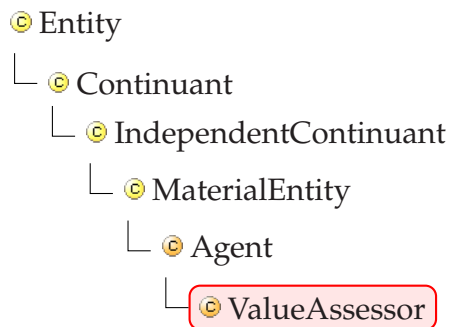 Entity
Continuant
IndependentContinuant
MaterialEntity
Agent
ValueAssessor